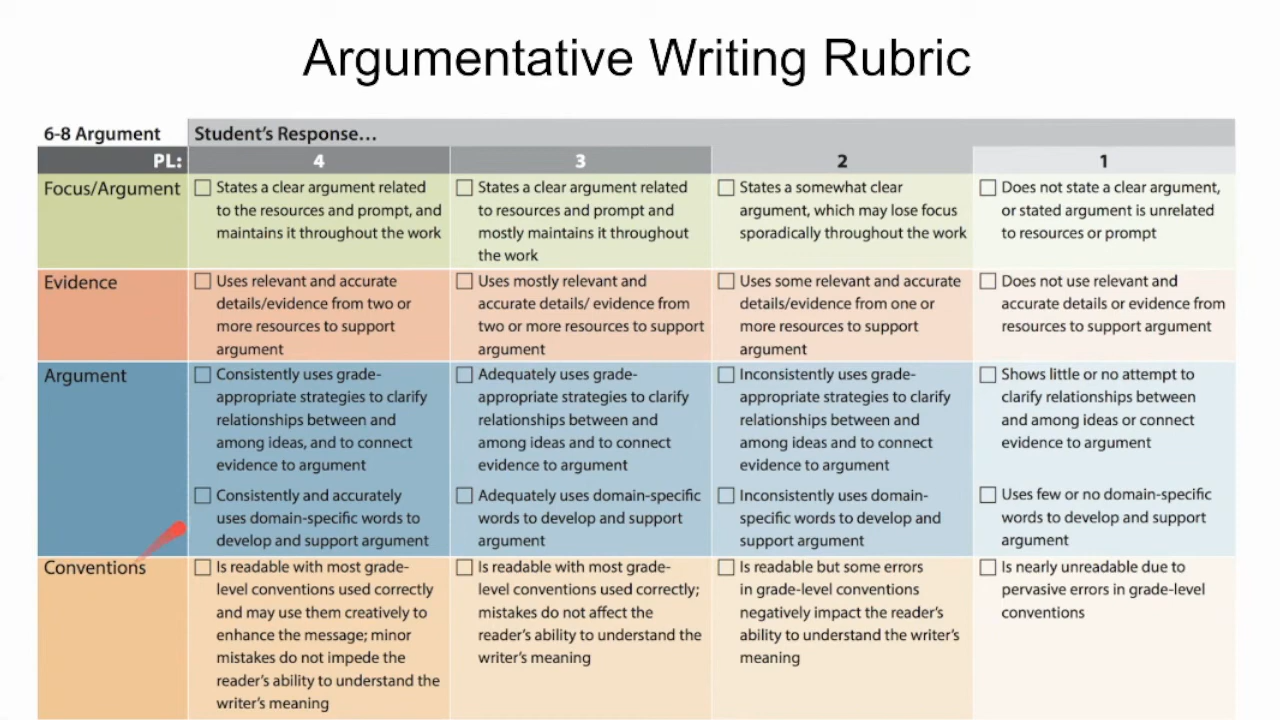 Argumentative Writing Rubric
6-8 Argument
Student's Response...
PL:
4
3
2
1
Focus/Argument
States a clear argument related
to the resources and prompt, and
maintains it throughout the work
States a clear argument related
to resources and prompt and
mostly maintains it throughout
the work
States a somewhat clear
argument, which may lose focus
sporadically throughout the work
Does not state a clear argument,
or stated argument is unrelated
to resources or prompt
Evidence
Uses relevant and accurate
details/evidence from two or
more resources to support
argument
Uses mostly relevant and
accurate details/ evidence from
two or more resources to support
argument
Uses some relevant and accurate
details/evidence from one or
more resources to support
argument
Does not use relevant and
accurate details or evidence from
resources to support argument
Argument
Consistently uses grade-
appropriate strategies to clarify
relationships between and
among ideas, and to connect
evidence to argument
Adequately uses grade-
appropriate strategies to clarify
relationships between and
among ideas and to connect
evidence to argument
Inconsistently uses grade-
appropriate strategies to clarify
relationships between and
among ideas and to connect
evidence to argument
Shows little or no attempt to
clarify relationships between
and among ideas or connect
evidence to argument
Consistently and accurately
uses domain-specific words to
develop and support argument
Adequately uses domain-specific
words to develop and support
argument
Inconsistently uses domain-
specific words to develop and
support argument
Uses few or no domain-specific
words to develop and support
argument
Conventions
Is readable with most grade-
level conventions used correctly
and may use them creatively to
enhance the message; minor
mistakes do not impede the
reader's ability to understand the
writer's meaning
Is readable with most grade-
level conventions used correctly;
mistakes do not affect the
reader's ability to understand the
writer's meaning
Is readable but some errors
in grade-level conventions
negatively impact the reader's
ability to understand the writer's
meaning
Is nearly unreadable due to
pervasive errors in grade-level
conventions